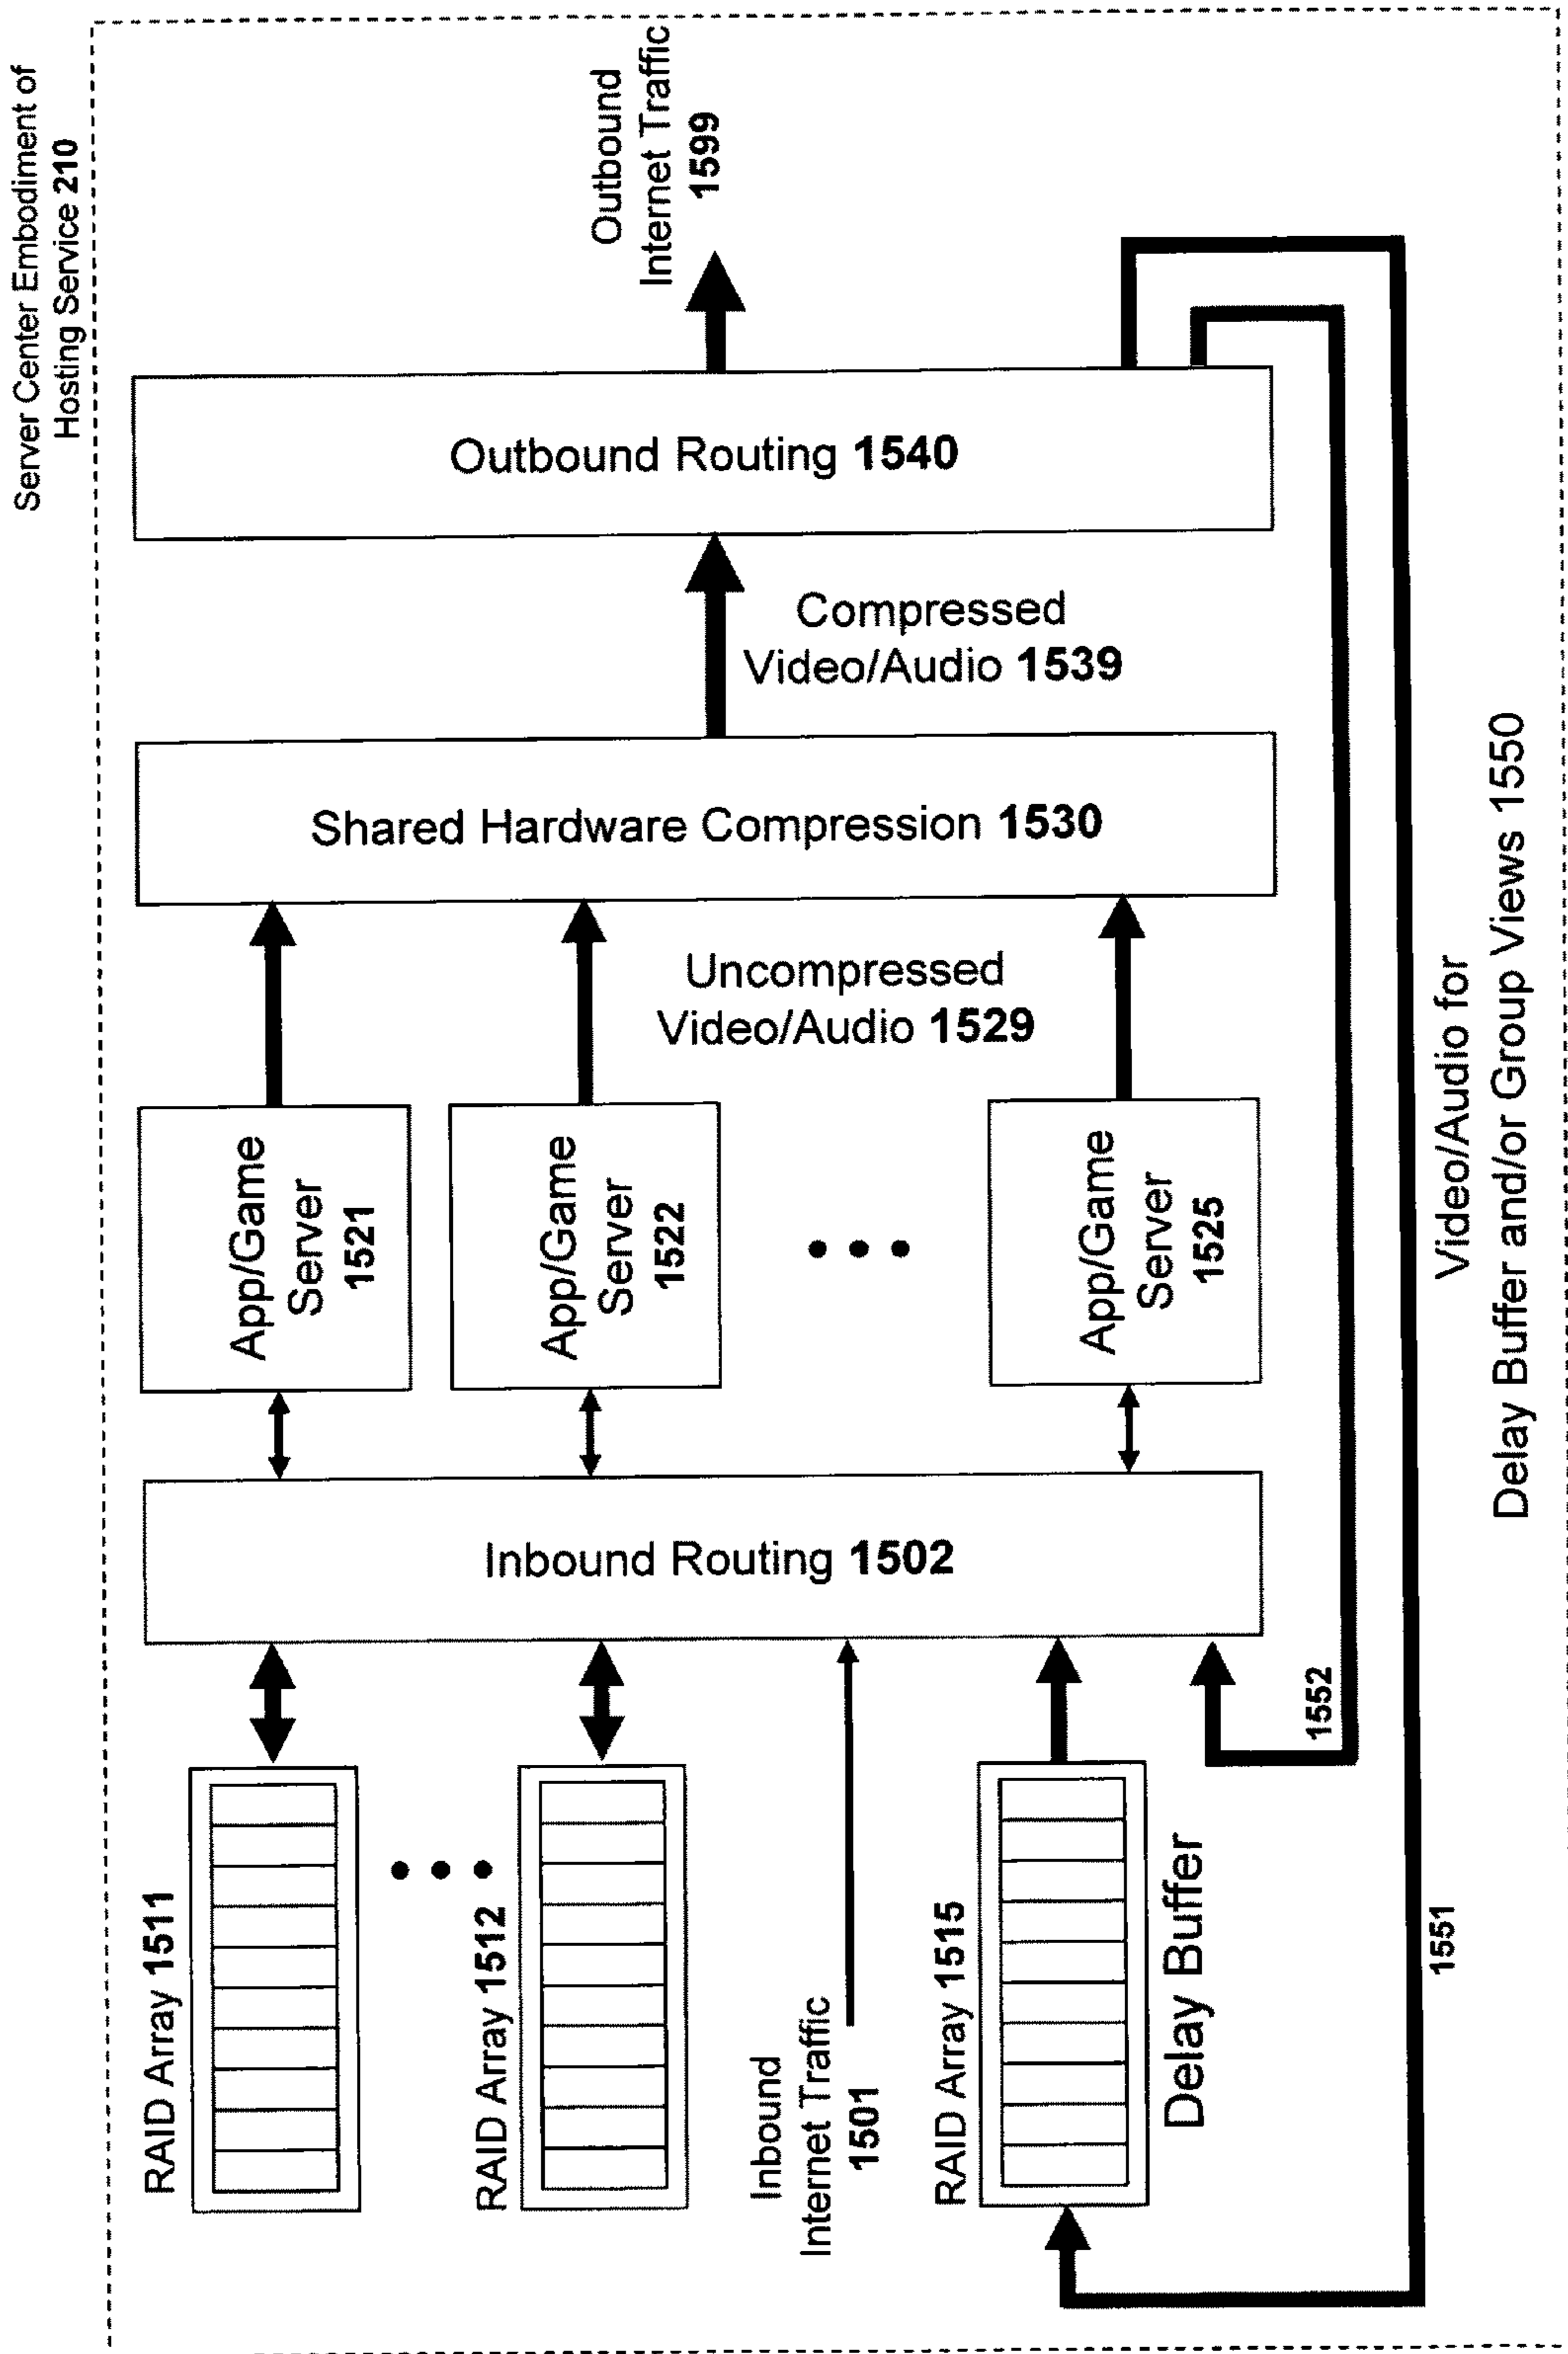 Server Center Embodiment of
Hosting Service 210
RAID Array 1511
RAID Array 1512
Inbound
Internet Traffic
1501
RAID Array 1515
Delay Buffer
Inbound Routing 1502
App/Game
Server
1521
App/Game
Server
1522
App/Game
Server
1525
Uncompressed
Video/Audio 1529
Shared Hardware Compression 1530
Compressed
Video/Audio 1539
Outbound Routing 1540
Outbound
Internet Traffic
1599
1552
1551
Video/Audio for
Delay Buffer and/or Group Views 1550